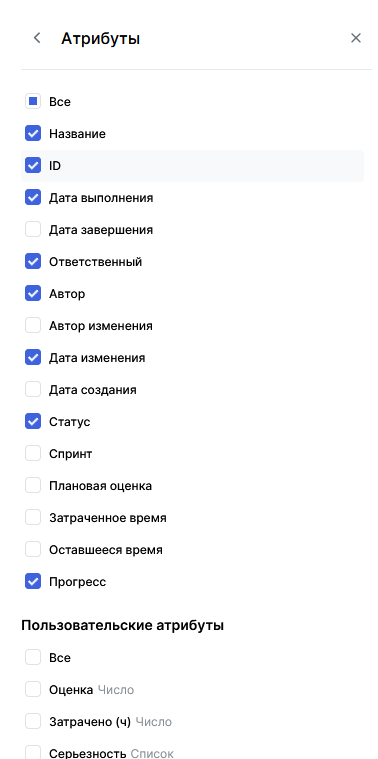 Атрибуты
Все
Название
ID
Дата выполнения
Дата завершения
Ответственный
Автор
Автор изменения
Дата изменения
Дата создания
Статус
Спринт
Плановая оценка
Затраченное время
Оставшееся время
Прогресс
Пользовательские атрибуты
Все
Оценка Число
Затрачено (ч) Число
Серьезность Список